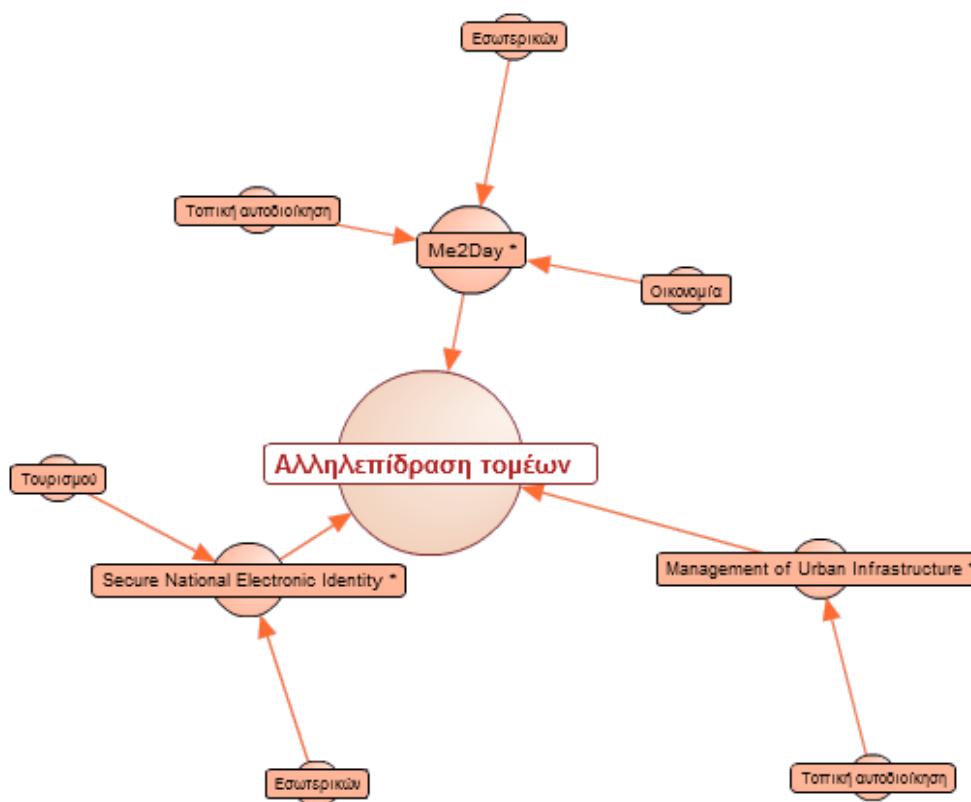 Εσωτερικών
Τοπική αυτοδιοίκηση
Me2Day *
Οικονομία
Αλληλεπίδραση τομέων
Τουρισμού
Secure National Electronic Identity *
Management of Urban Infrastructure *
Εσωτερικών
Τοπική αυτοδιοίκηση